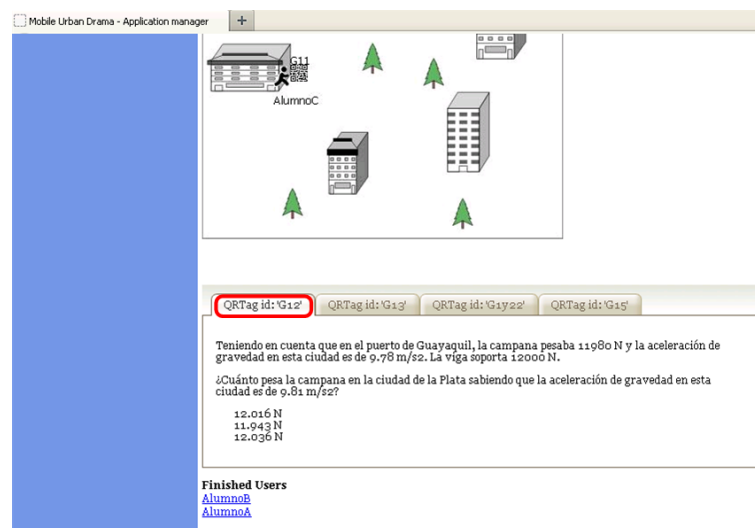 Mobile Urban Drama - Application manager
+
G11
AlumnoC
QRTag id: 'G12' QRTag id: 'G13' QRTag id: 'G1y22' QRTag id: 'G15'
Teniendo en cuenta que en el puerto de Guayaquil, la campana pesaba 11980 N y la aceleración de
gravedad en esta ciudad es de 9.78 m/s2. La viga soporta 12000 N.
¿Cuánto pesa la campana en la ciudad de la Plata sabiendo que la aceleración de gravedad en esta
ciudad es de 9.81 m/s2?
12.016 N
11.943 N
12.036 N
Finished Users
AlumnoB
AlumnoA